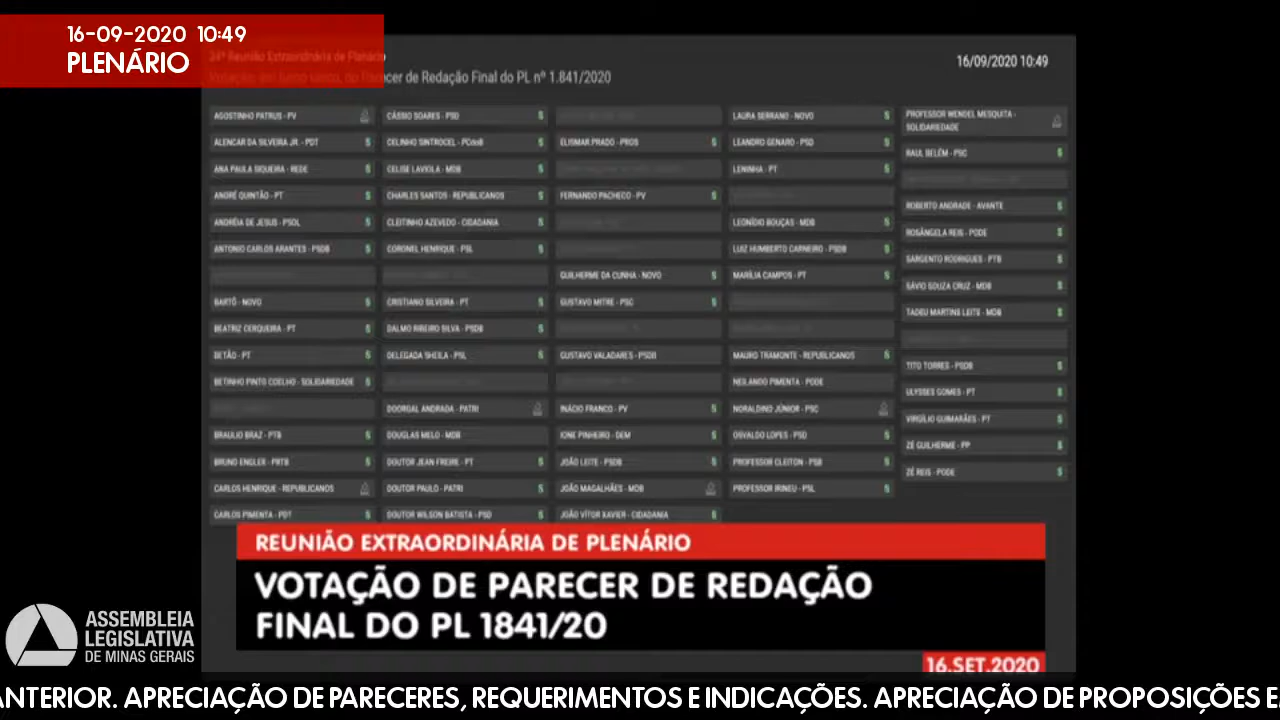 16-09-2020 10:49
PLENÁRIO
34ª Reunião Extraordinária de Plenário
16/09/2020 10:49
Parecer de Redação Final do PL nº 1.841/2020
AGOSTINHO PATRUS - PV
ALENCAR DA SILVEIRA JR. - PDT S
ANA PAULA SIQUEIRA - REDE S
ANDRÉ QUINTÃO - PT S
ANDRÉIA DE JESUS - PSOL S
ANTONIO CARLOS ARANTES - PSDB S
BARTÔ - NOVO S
BEATRIZ CERQUEIRA - PT S
BETÃO - PT S
BETINHO PINTO COELHO - SOLIDARIEDADE S
BRAULIO BRAZ - PTB S
BRUNO ENGLER - PRTB S
CARLOS HENRIQUE - REPUBLICANOS
CARLOS PIMENTA - PDT S
CÁSSIO SOARES - PSD S
CELINHO SINTROCEL - PCdoB S
CELISE LAVIOLA - MDB S
CHARLES SANTOS - REPUBLICANOS S
CLEITINHO AZEVEDO - CIDADANIA S
CORONEL HENRIQUE - PSL S
CRISTIANO SILVEIRA - PT S
DALMO RIBEIRO SILVA - PSDB S
DELEGADA SHEILA - PSL S
DOORGAL ANDRADA - PATRI
DOUGLAS MELO - MDB S
DOUTOR JEAN FREIRE - PT S
DOUTOR PAULO - PATRI S
DOUTOR WILSON BATISTA - PSD S
ELISMAR PRADO - PROS S
FERNANDO PACHECO - PV S
GUILHERME DA CUNHA - NOVO S
GUSTAVO MITRE - PSC S
GUSTAVO VALADARES - PSDB
INÁCIO FRANCO - PV S
IONE PINHEIRO - DEM S
JOÃO LEITE - PSDB S
JOÃO MAGALHÃES - MDB
JOÃO VÍTOR XAVIER - CIDADANIA S
LAURA SERRANO - NOVO S
LEANDRO GENARO - PSD S
LENINHA - PT S
LEONÍDIO BOUÇAS - MDB S
LUIZ HUMBERTO CARNEIRO - PSDB S
MARÍLIA CAMPOS - PT S
MAURO TRAMONTE - REPUBLICANOS S
NEILANDO PIMENTA - PODE
NORALDINO JÚNIOR - PSC
OSVALDO LOPES - PSD S
PROFESSOR CLEITON - PSB S
PROFESSOR IRINEU - PSL S
PROFESSOR WENDEL MESQUITA -
SOLIDARIEDADE
RAUL BELÉM - PSC S
ROBERTO ANDRADE - AVANTE S
ROSÂNGELA REIS - PODE S
SARGENTO RODRIGUES - PTB S
SÁVIO SOUZA CRUZ - MDB S
TADEU MARTINS LEITE - MDB S
TITO TORRES - PSDB S
ULYSSES GOMES - PT S
VIRGÍLIO GUIMARÃES - PT S
ZÉ GUILHERME - PP S
ZÉ REIS - PODE S
REUNIÃO EXTRAORDINÁRIA DE PLENÁRIO
VOTAÇÃO DE PARECER DE REDAÇÃO
FINAL DO PL 1841/20
16.SET.2020
ASSEMBLEIA
LEGISLATIVA
DE MINAS GERAIS
ANTERIOR. APRECIAÇÃO DE PARECERES, REQUERIMENTOS E INDICAÇÕES. APRECIAÇÃO DE PROPOSIÇÕES E